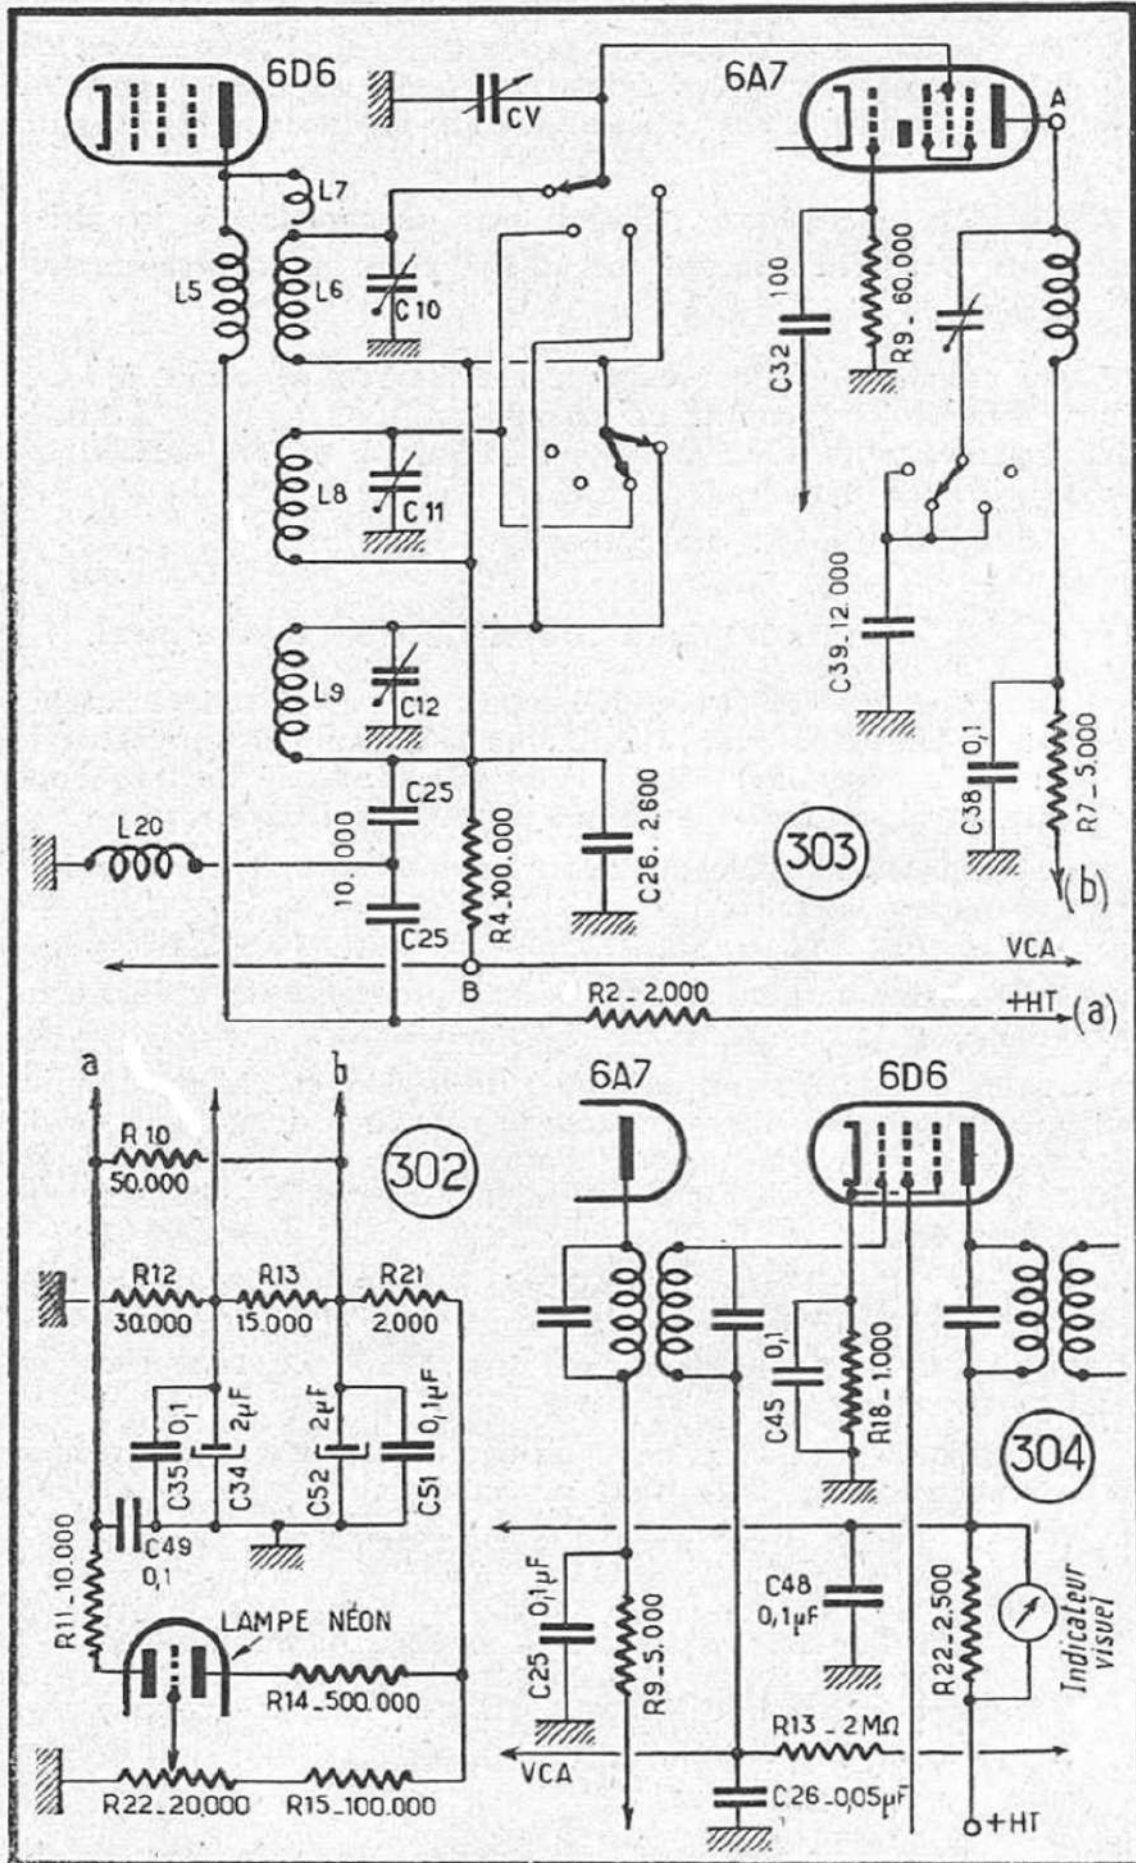 6D6
6A7
A
CV
L7
L5
L6
C10
100
C32
R9_60.000
L8
C11
C39_12.000
L9
C12
C25
10.000
L20
C25
R4_100.000
C26.2.600
303
C38 0,1
R7_5.000
(b)
VCA
B
R2_2.000
+HT
(a)
a
b
R10
50.000
302
R12
30.000
R13
15.000
R21
2.000
C35 0,1
C34 2µF
C52 2µF
C51 0,1µF
C49
0,1
R11_10.000
LAMPE NÉON
R14_500.000
R22_20.000
R15_100.000
6A7
6D6
C45 0,1
R18_1.000
304
C25 0,1µF
R9_5.000
C48
0,1µF
R22_2.500
Indicaleur
visuel
R13_2MΩ
VCA
C26_0,05µF
+HT